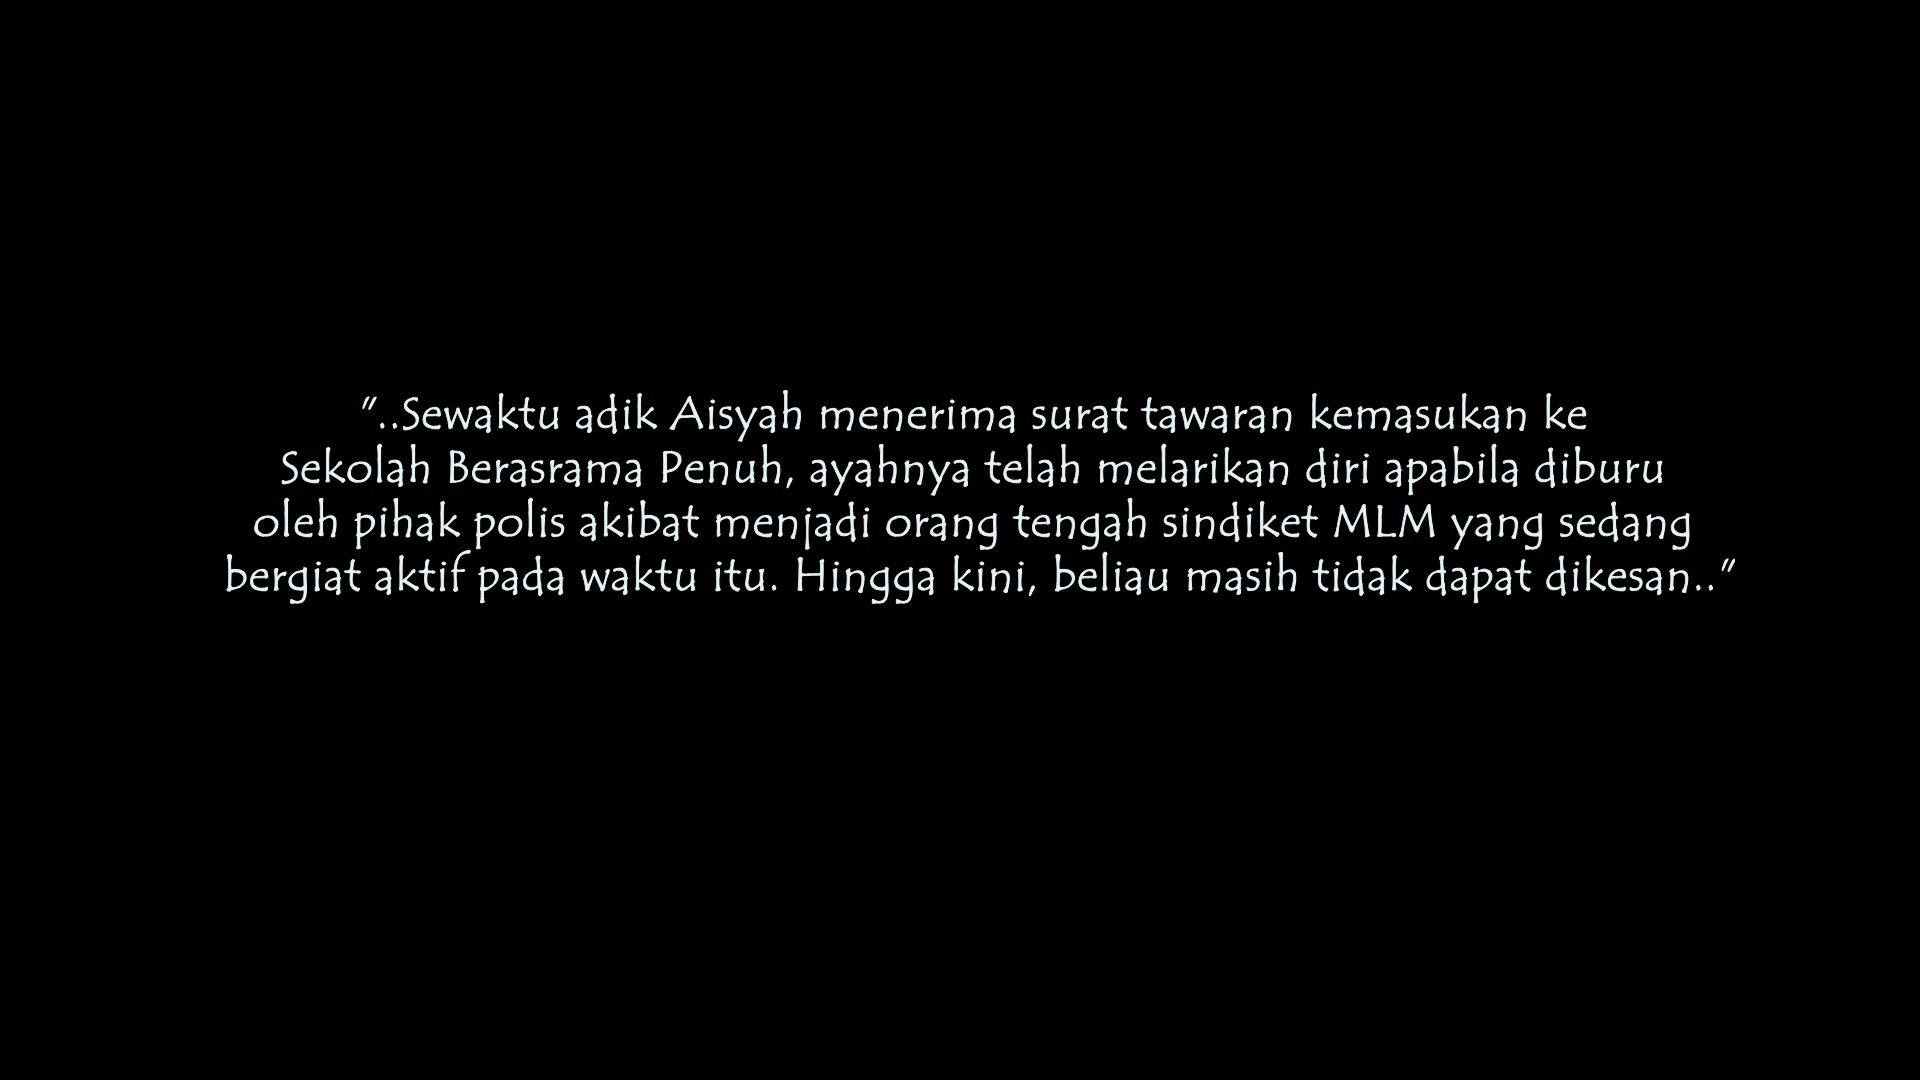 "..Sewaktu adik Aisyah menerima surat tawaran kemasukan ke
Sekolah Berasrama Penuh, ayahnya telah melarikan diri apabila diburu
oleh pihak polis akibat menjadi orang tengah sindiket MLM yang sedang
bergiat aktif pada waktu itu. Hingga kini, beliau masih tidak dapat dikesan.."